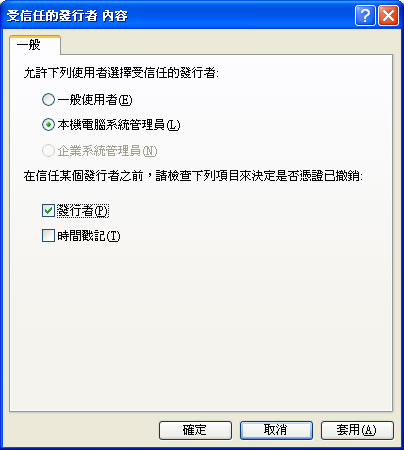 受信任的發行者 內容
一般
允許下列使用者選擇受信任的發行者:
一般使用者(E)
本機電腦系統管理員(L)
企業系統管理員(N)
在信任某個發行者之前，請檢查下列項目來決定是否憑證已撤銷:
發行者(P)
時間戳記(T)
確定
取消
套用(A)